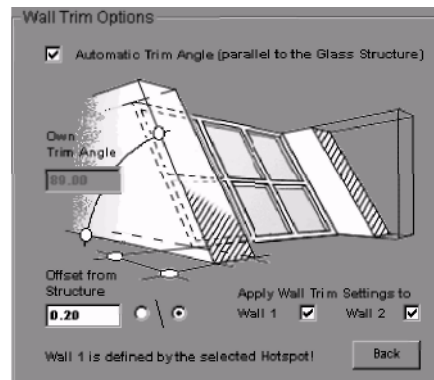 Wall Trim Options
Automatic Trim Angle (parallel to the Glass Structure)
Own
Trim Angle
89.00
Offset from
Structure
0.20
Apply Wall Trim Settings to
Wall 1 Wall 2
Wall 1 is defined by the selected Hotspot!
Back